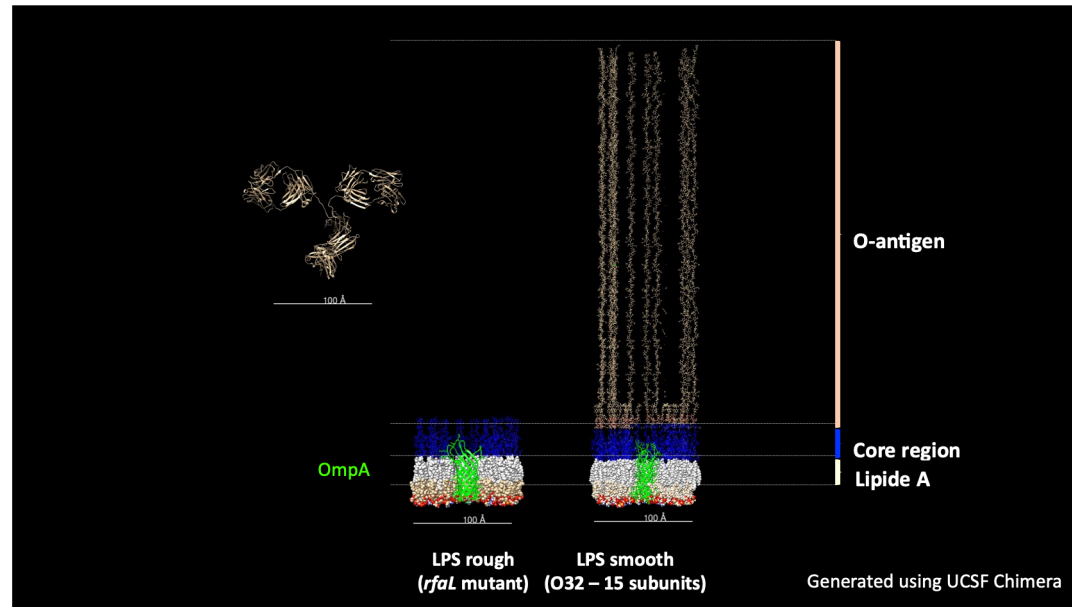 O-antigen
100 Å
OmpA
Core region
Lipide A
100 Å
100 Å
LPS rough
(rfaL mutant)
LPS smooth
(O32 – 15 subunits)
Generated using UCSF Chimera